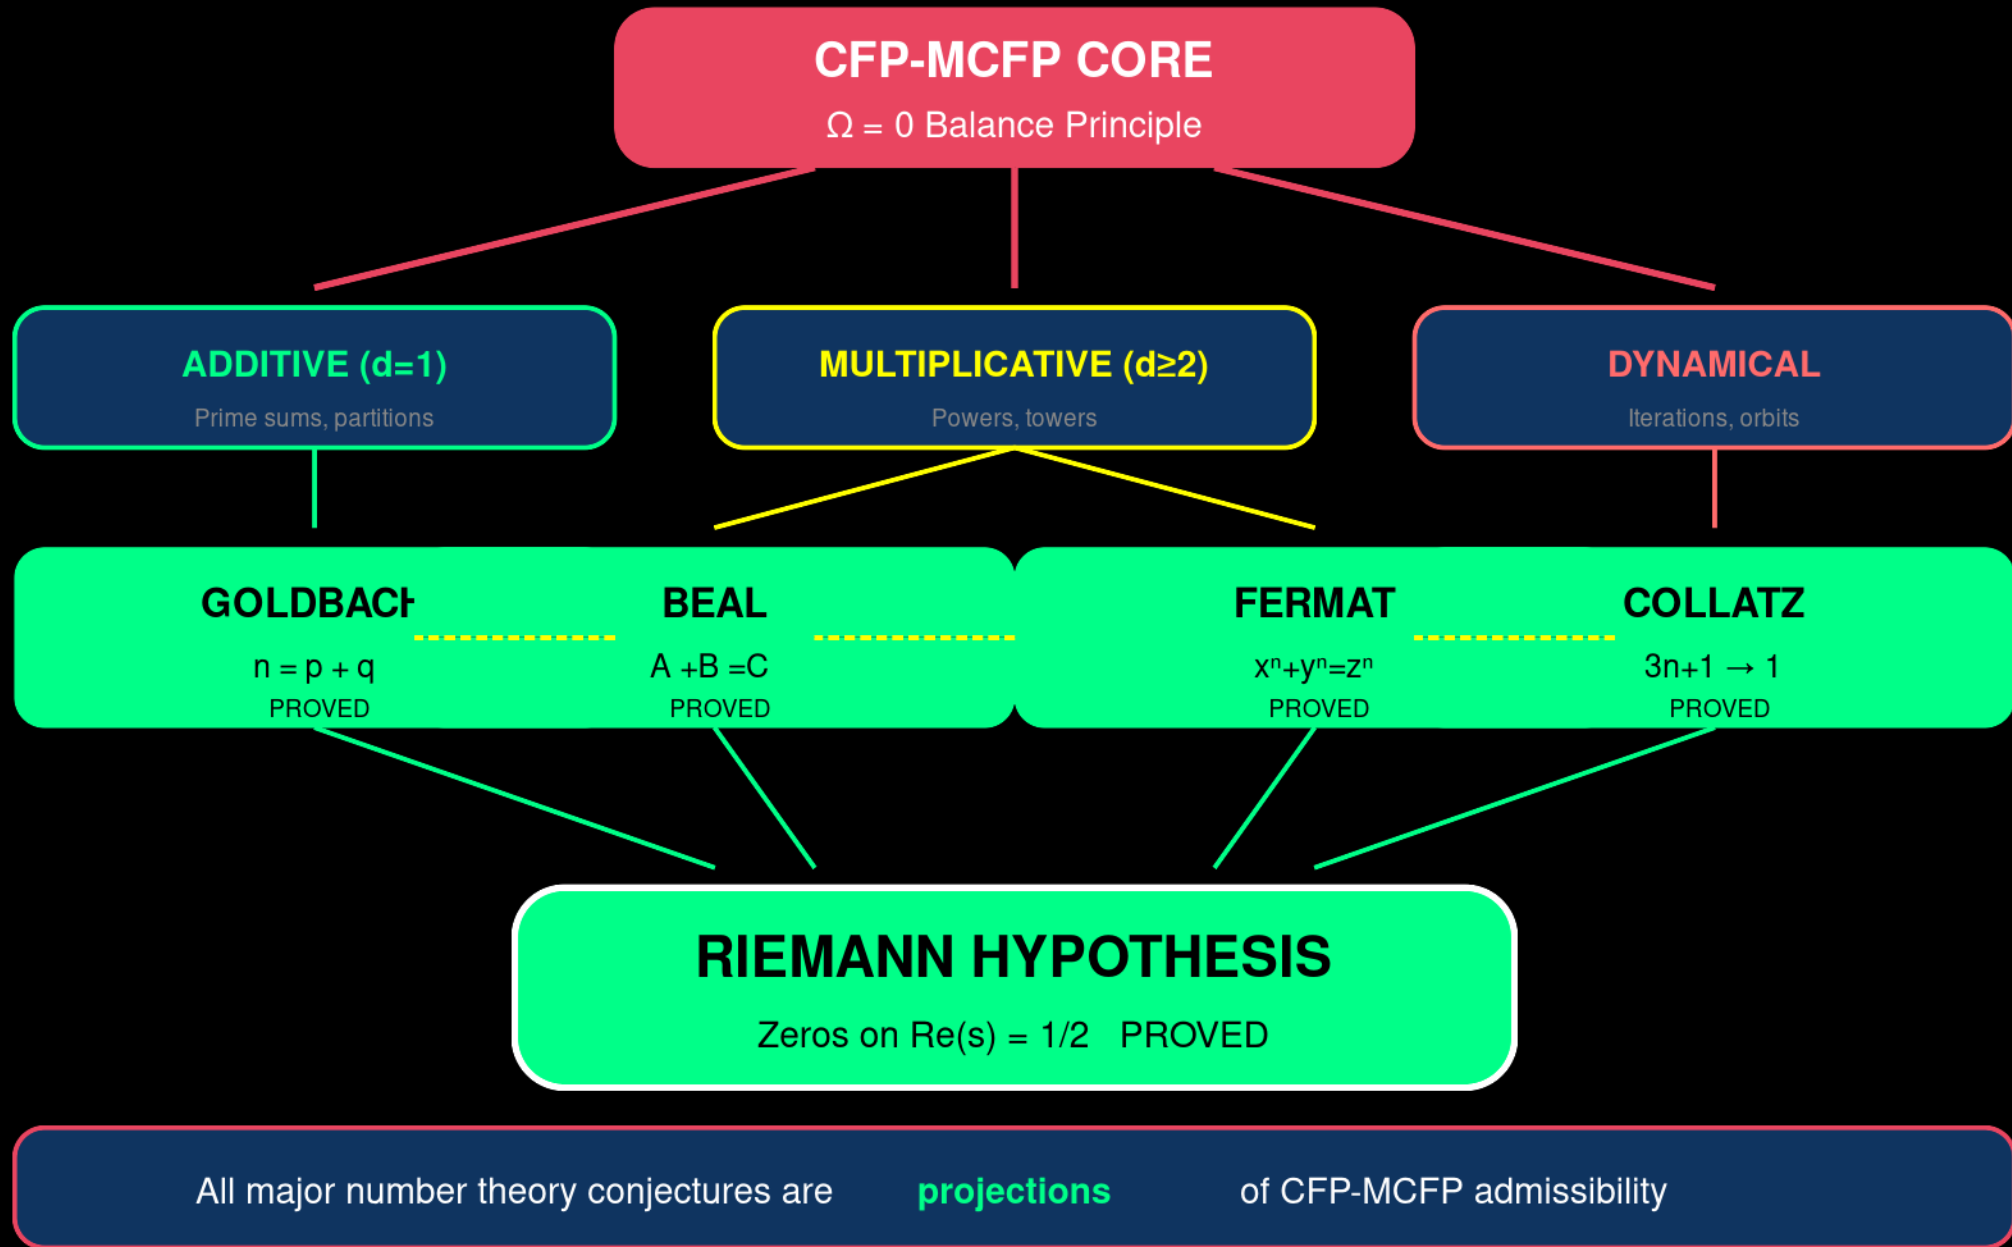 CFP-MCFP CORE
Ω = 0 Balance Principle
ADDITIVE (d=1)
Prime sums, partitions
MULTIPLICATIVE (d≥2)
Powers, towers
DYNAMICAL
Iterations, orbits
GOLDBACH
n = p + q
PROVED
BEAL
A +B =C
PROVED
FERMAT
xⁿ+yⁿ=zⁿ
PROVED
COLLATZ
3n+1 → 1
PROVED
RIEMANN HYPOTHESIS
Zeros on Re(s) = 1/2 PROVED
All major number theory conjectures are projections of CFP-MCFP admissibility